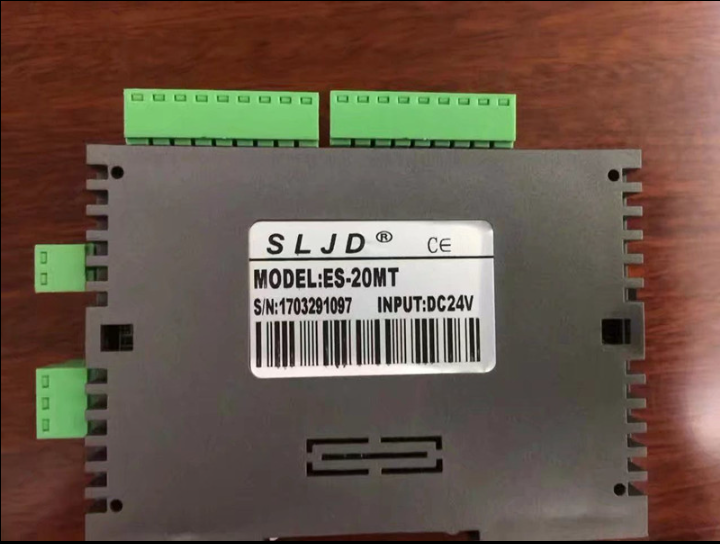 SLJD® CE
MODEL:ES-20MT
S/N:1703291097 INPUT:DC24V